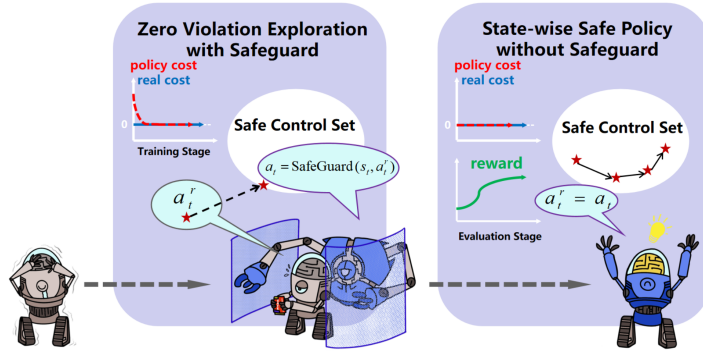 Zero Violation Exploration
with Safeguard
policy cost
real cost
0
Training Stage
Safe Control Set
a_t = SafeGuard(s_t, a_t^r)
a_t^r
State-wise Safe Policy
without Safeguard
policy cost
real cost
0
Safe Control Set
reward
a_t^r = a_t
Evaluation Stage